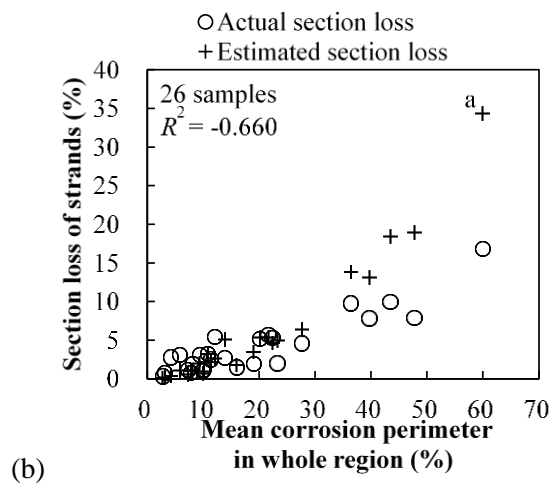 ○ Actual section loss
+ Estimated section loss
40
35
30
25
20
15
10
5
0
Section loss of strands (%)
26 samples
R² = -0.660
a
0 10 20 30 40 50 60 70
Mean corrosion perimeter
in whole region (%)
(b)